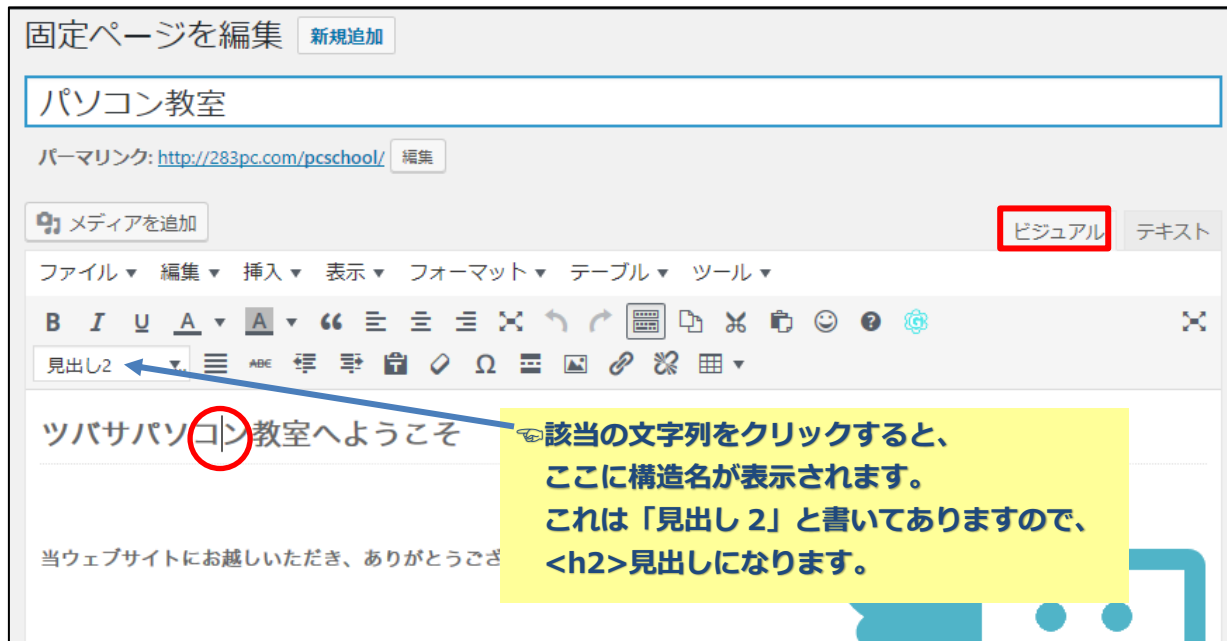 固定ページを編集 新規追加
パソコン教室
パーマリンク: http://283pc.com/pcschool/ 編集
メディアを追加 ビジュアル テキスト
ファイル ▼ 編集 ▼ 挿入 ▼ 表示 ▼ フォーマット ▼ テーブル ▼ ツール ▼
B I U A ▼ A ▼ “
見出し2 ▼ ABE Ω ▼
ツバサパソコン教室へようこそ
☜該当の文字列をクリックすると、
ここに構造名が表示されます。
これは「見出し 2」と書いてありますので、
<h2>見出しになります。
当ウェブサイトにお越しいただき、ありがとうござ